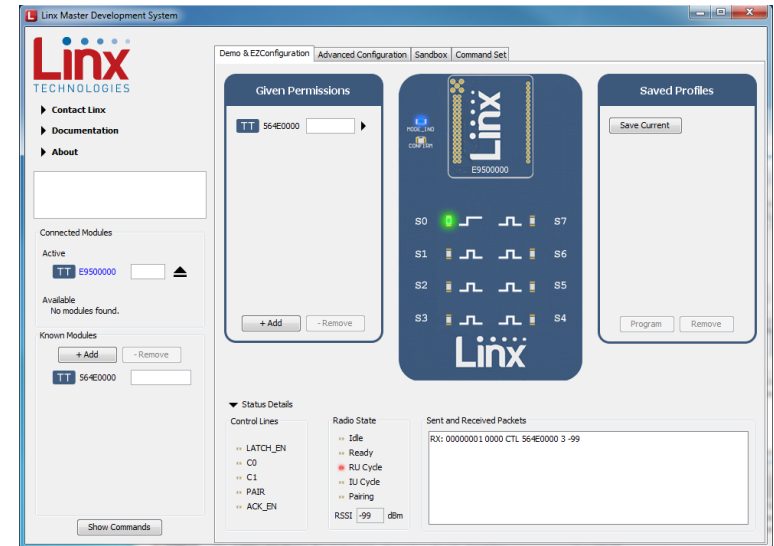 Linx Master Development System
Linx
TECHNOLOGIES
Contact Linx
Documentation
About
Connected Modules
Active
TT E9500000
Available
No modules found.
Known Modules
+ Add - Remove
TT 564E0000
Show Commands
Demo & EZConfiguration Advanced Configuration Sandbox Command Set
Given Permissions
TT 564E0000
+ Add - Remove
MODE_IND
CONFIRM
Linx
E9500000
S0 S7
S1 S6
S2 S5
S3 S4
Linx
Saved Profiles
Save Current
Program Remove
Status Details
Control Lines
LATCH_EN
C0
C1
PAIR
ACK_EN
Radio State
Idle
Ready
RU Cycle
IU Cycle
Pairing
RSSI -99 dBm
Sent and Received Packets
RX: 00000001 0000 CTL 564E0000 3 -99